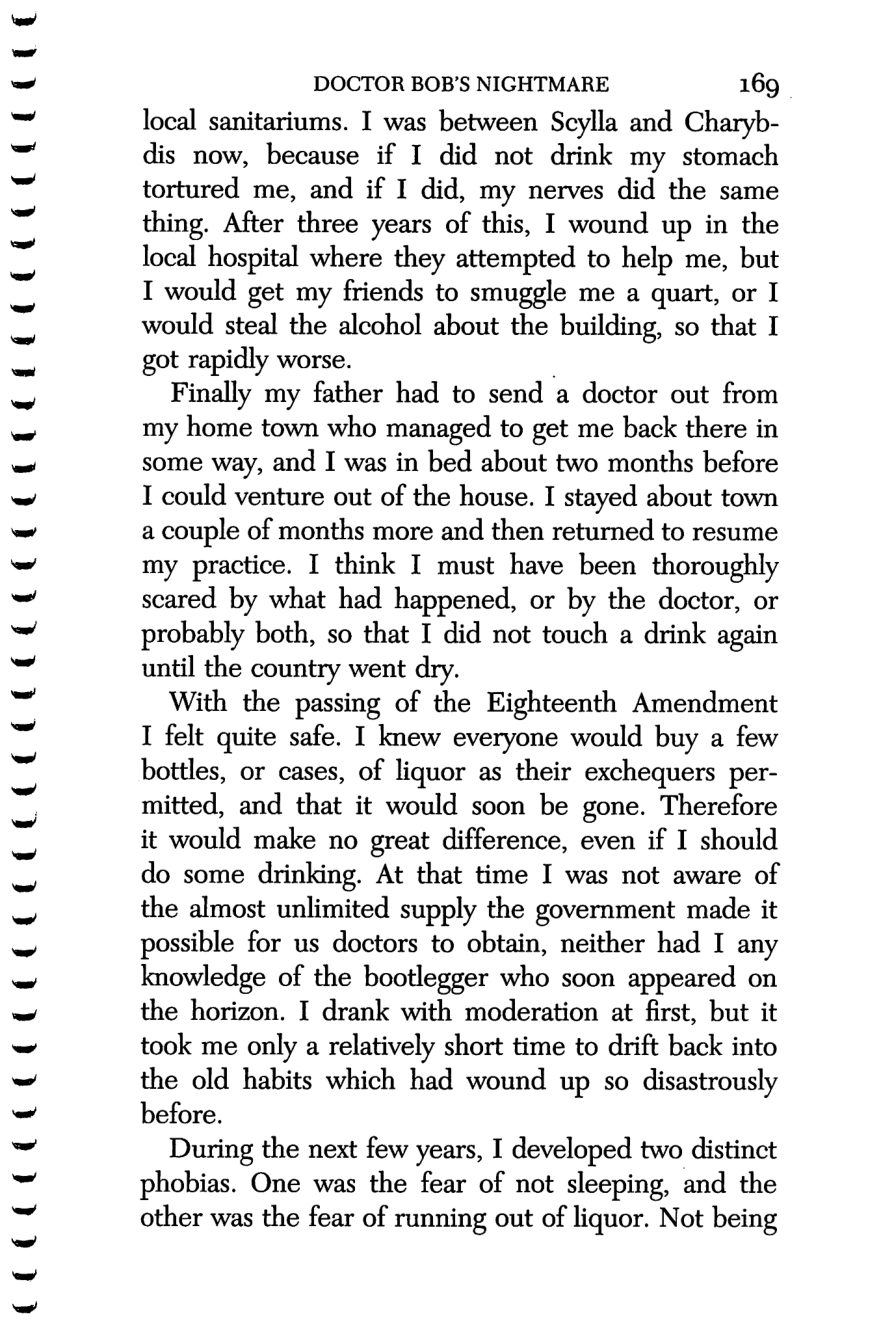 DOCTOR BOB'S NIGHTMARE 169
local sanitariums. I was between Scylla and Charyb-
dis now, because if I did not drink my stomach
tortured me, and if I did, my nerves did the same
thing. After three years of this, I wound up in the
local hospital where they attempted to help me, but
I would get my friends to smuggle me a quart, or I
would steal the alcohol about the building, so that I
got rapidly worse.
Finally my father had to send a doctor out from
my home town who managed to get me back there in
some way, and I was in bed about two months before
I could venture out of the house. I stayed about town
a couple of months more and then returned to resume
my practice. I think I must have been thoroughly
scared by what had happened, or by the doctor, or
probably both, so that I did not touch a drink again
until the country went dry.
With the passing of the Eighteenth Amendment
I felt quite safe. I knew everyone would buy a few
bottles, or cases, of liquor as their exchequers per-
mitted, and that it would soon be gone. Therefore
it would make no great difference, even if I should
do some drinking. At that time I was not aware of
the almost unlimited supply the government made it
possible for us doctors to obtain, neither had I any
knowledge of the bootlegger who soon appeared on
the horizon. I drank with moderation at first, but it
took me only a relatively short time to drift back into
the old habits which had wound up so disastrously
before.
During the next few years, I developed two distinct
phobias. One was the fear of not sleeping, and the
other was the fear of running out of liquor. Not being